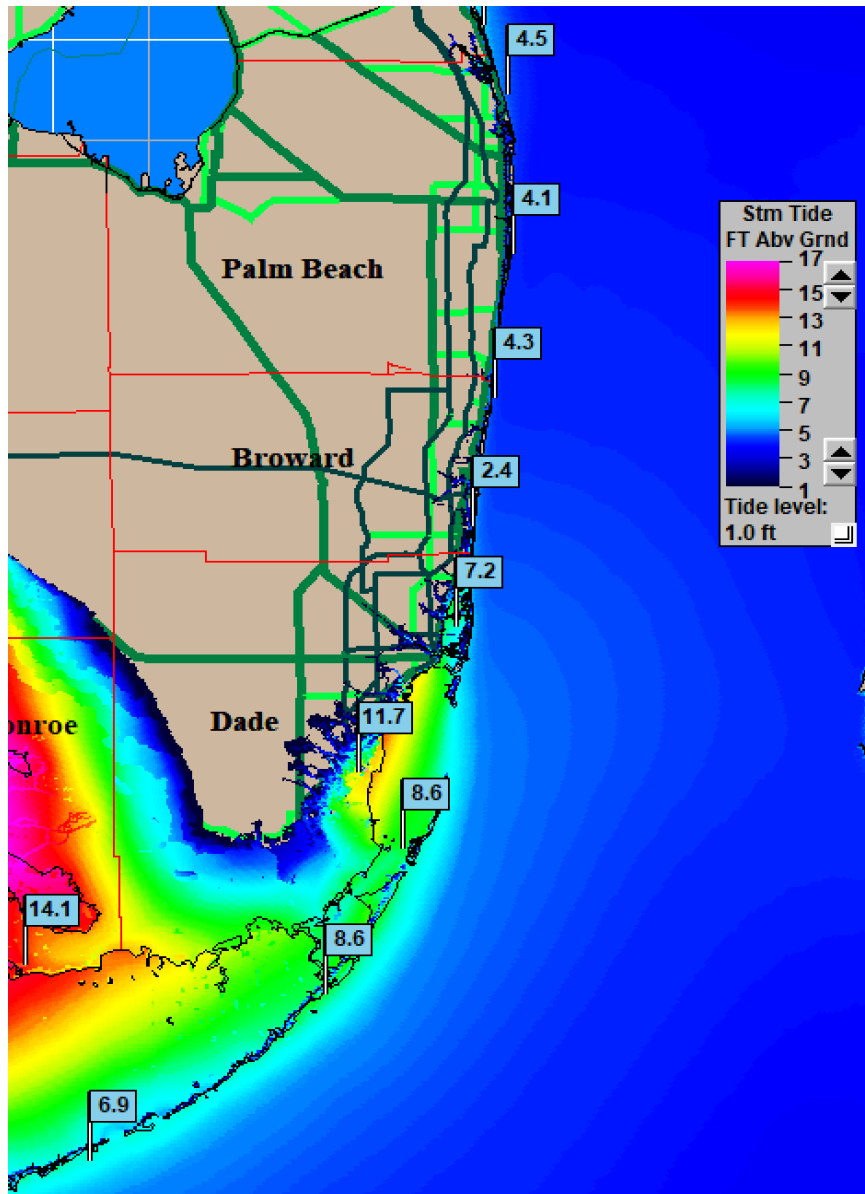 4.5
4.1
Palm Beach
4.3
Broward
2.4
7.2
Dade
onroe
11.7
8.6
14.1
8.6
6.9
Stm Tide
FT Abv Grnd
17
15
13
11
9
7
5
3
1
Tide level:
1.0 ft